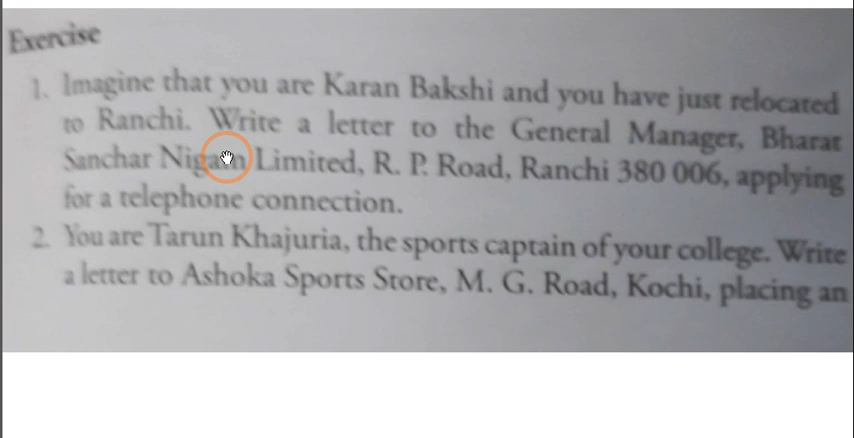 Exercise
1. Imagine that you are Karan Bakshi and you have just relocated
to Ranchi. Write a letter to the General Manager, Bharat
Sanchar Nigam Limited, R. P. Road, Ranchi 380 006, applying
for a telephone connection.
2. You are Tarun Khajuria, the sports captain of your college. Write
a letter to Ashoka Sports Store, M. G. Road, Kochi, placing an